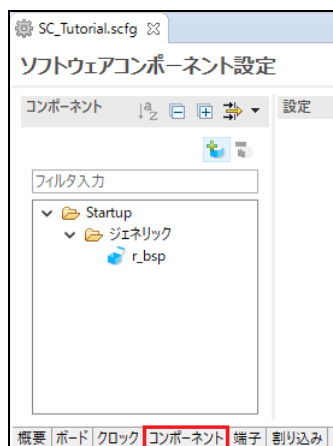 SC_Tutorial.scfg
ソフトウェアコンポーネント設定
コンポーネント 設定
フィルタ入力
Startup
ジェネリック
r_bsp
概要 ボード クロック コンポーネント 端子 割り込み